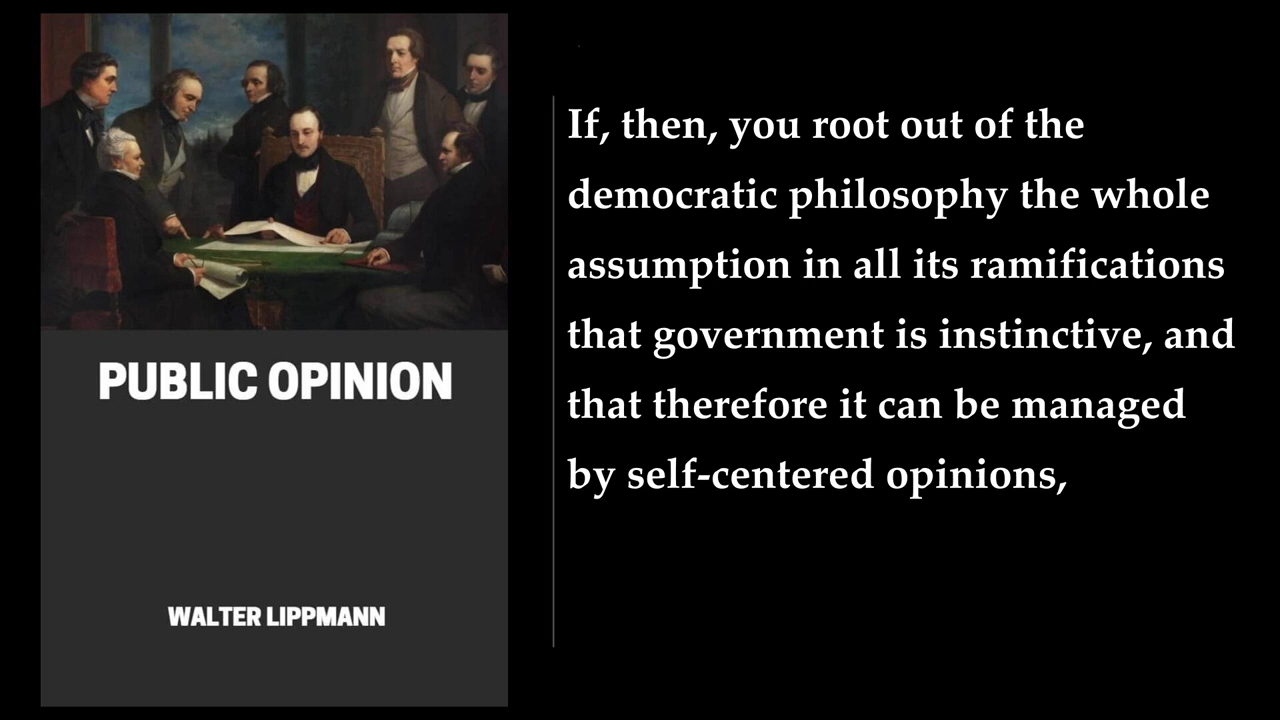 PUBLIC OPINION
WALTER LIPPMANN
If, then, you root out of the
democratic philosophy the whole
assumption in all its ramifications
that government is instinctive, and
that therefore it can be managed
by self-centered opinions,